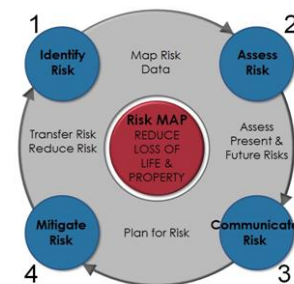 1
2
Identify
Risk
Map Risk
Data
Assess
Risk
Transfer Risk
Reduce Risk
Risk MAP
REDUCE
LOSS OF
LIFE &
PROPERTY
Assess
Present &
Future Risks
Mitigate
Risk
Plan for Risk
Communicate
Risk
4
3